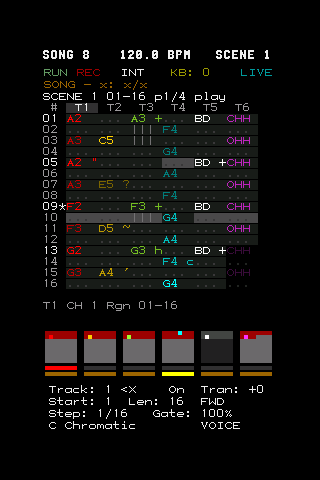 SONG 8 120.0 BPM SCENE 1
RUN REC INT KB: 0 LIVE
SONG - x: x/x
SCENE 1 01-16 p1/4 play
# T1 T2 T3 T4 T5 T6
01 A2 ... A3 + ... BD CHH
02 ... ... ||| F4 ... ...
03 A3 C5 ||| ... ... CHH
04 ... ... ... G4 ... ...
05 A2 " ... ... ... BD + CHH
06 ... ... ... A4 ... ...
07 A3 E5 ? ... ... ... CHH
08 ... ... ... F4 ... ...
09* F2 ... F3 + ... BD CHH
10 ... ... ||| G4 ... ...
11 F3 D5 ~ ... ... ... CHH
12 ... ... ... A4 ... ...
13 G2 ... G3 h ... BD + CHH
14 ... ... ... F4 c ... ...
15 G3 A4 ' ... ... ... CHH
16 ... ... ... G4 ... ...
T1 CH 1 Rgn 01-16
Track: 1 <X On Tran: +0
Start: 1 Len: 16 FWD
Step: 1/16 Gate: 100%
C Chromatic VOICE